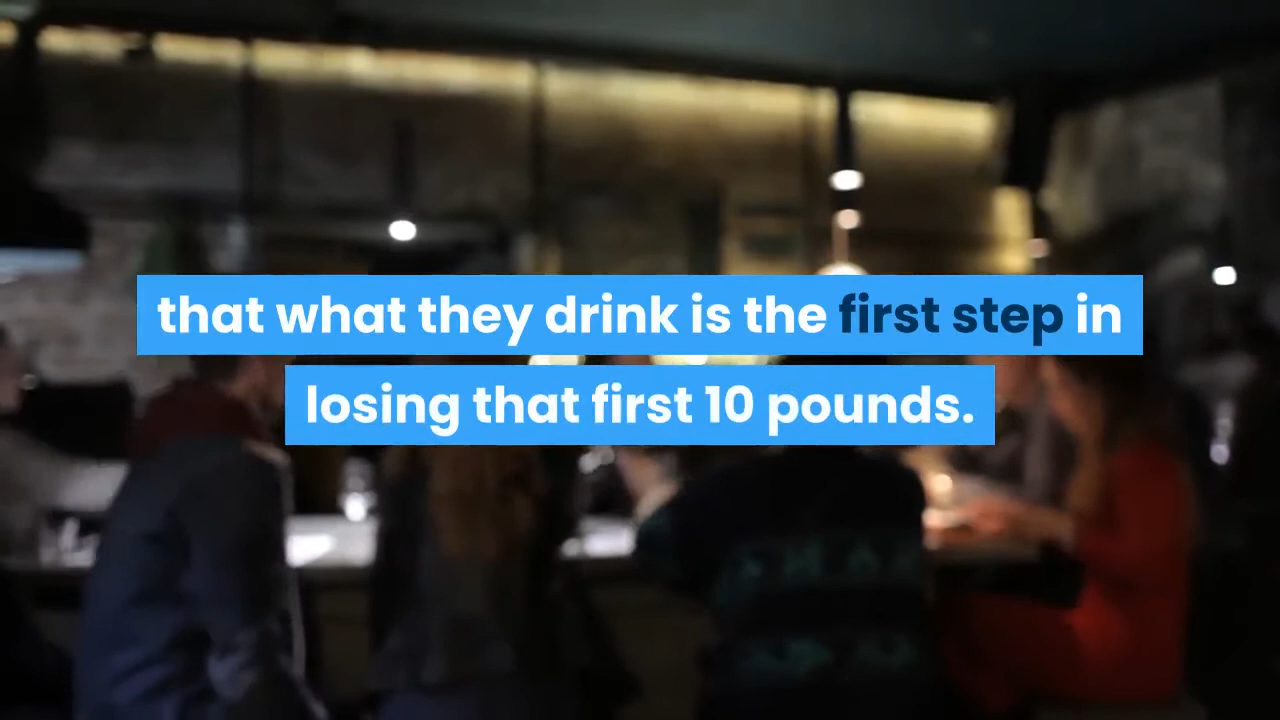 that what they drink is the first step in
losing that first 10 pounds.